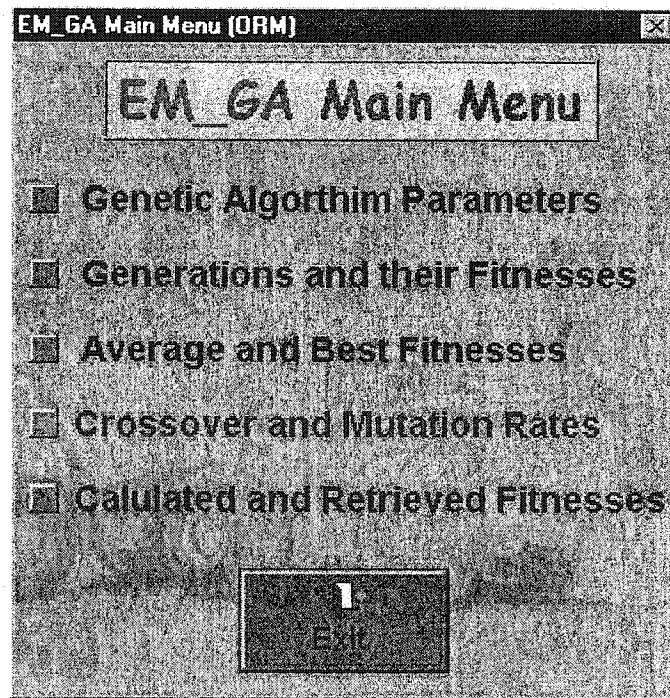 EM_GA Main Menu (ORM)
EM_GA Main Menu
Genetic Algorthim Parameters
Generations and their Fitnesses
Average and Best Fitnesses
Crossover and Mutation Rates
Calulated and Retrieved Fitnesses
Exit